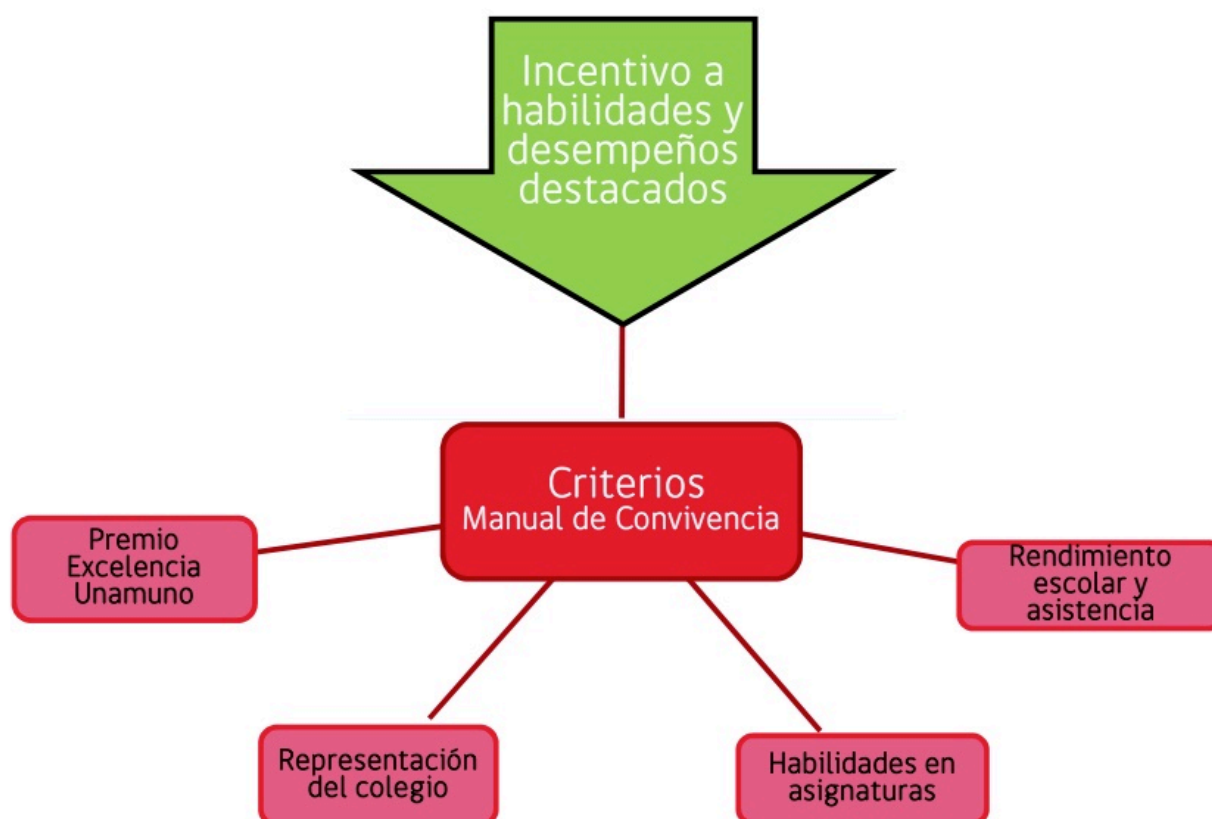 Incentivo a
habilidades y
desempeños
destacados
Criterios
Manual de Convivencia
Premio
Excelencia
Unamuno
Rendimiento
escolar y
asistencia
Representación
del colegio
Habilidades en
asignaturas